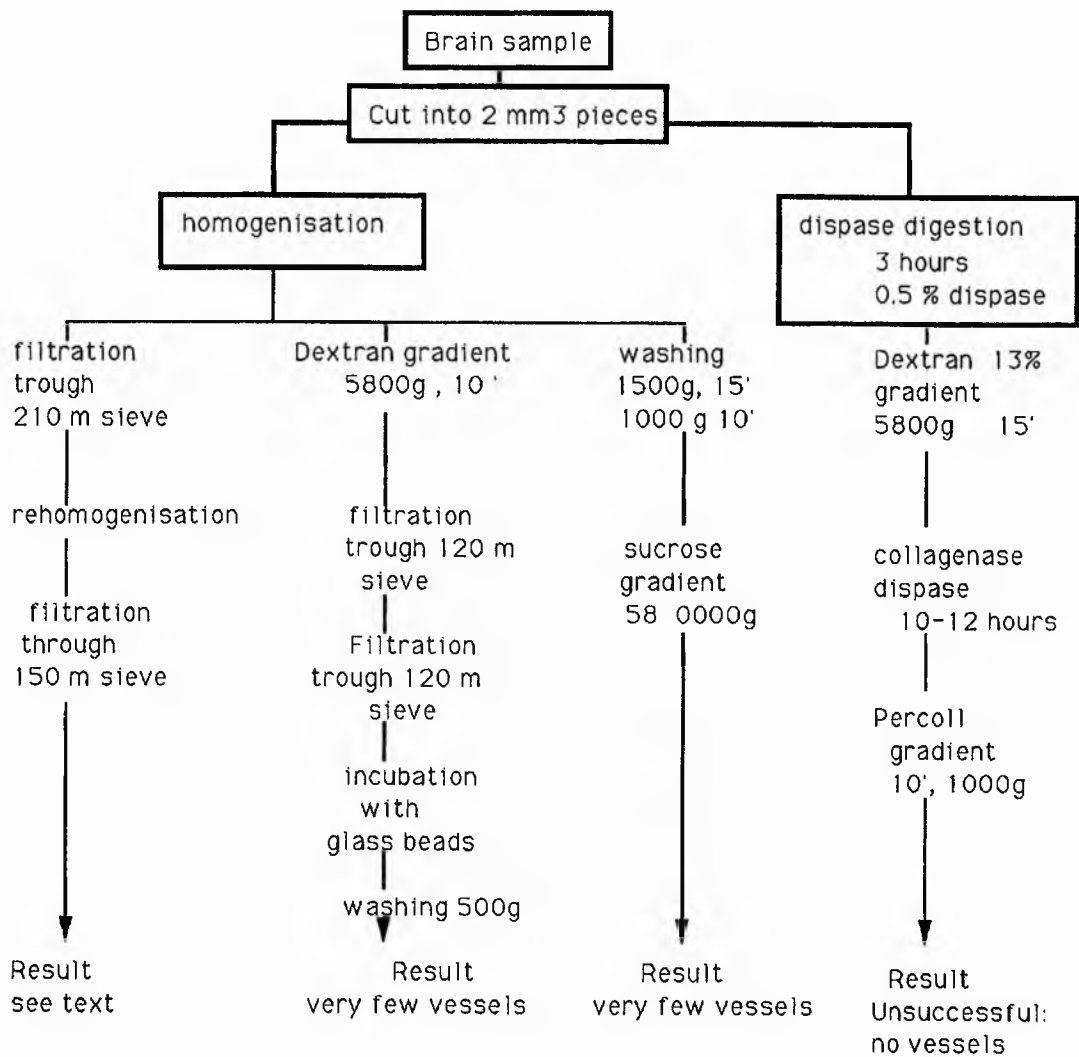 Brain sample
Cut into 2 mm3 pieces
homogenisation
dispase digestion
3 hours
0.5 % dispase
filtration
trough
210 m sieve
rehomogenisation
filtration
through
150 m sieve
Result
see text
Dextran gradient
5800g , 10 '
filtration
trough 120 m
sieve
Filtration
trough 120 m
sieve
incubation
with
glass beads
washing 500g
Result
very few vessels
washing
1500g, 15'
1000 g 10'
sucrose
gradient
58 0000g
Result
very few vessels
Dextran 13%
gradient
5800g 15'
collagenase
dispase
10-12 hours
Percoll
gradient
10', 1000g
Result
Unsuccessful:
no vessels